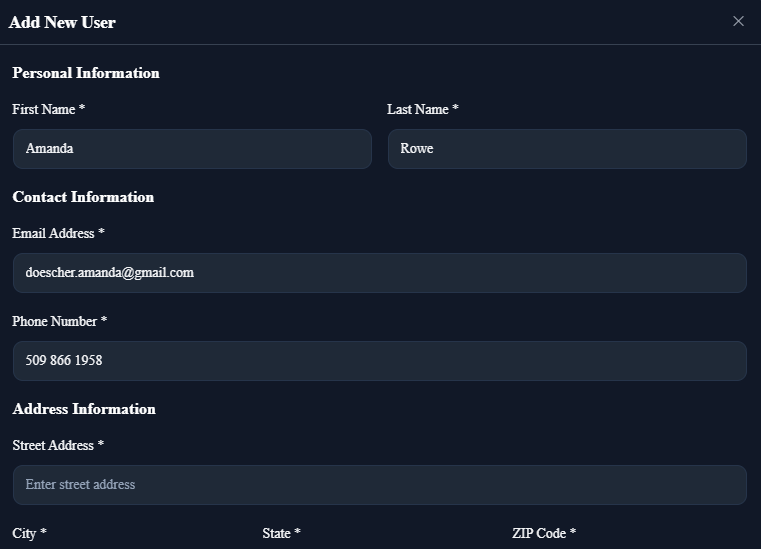 Add New User
Personal Information
First Name * Last Name *
Amanda Rowe
Contact Information
Email Address *
doescher.amanda@gmail.com
Phone Number *
509 866 1958
Address Information
Street Address *
Enter street address
City * State * ZIP Code *